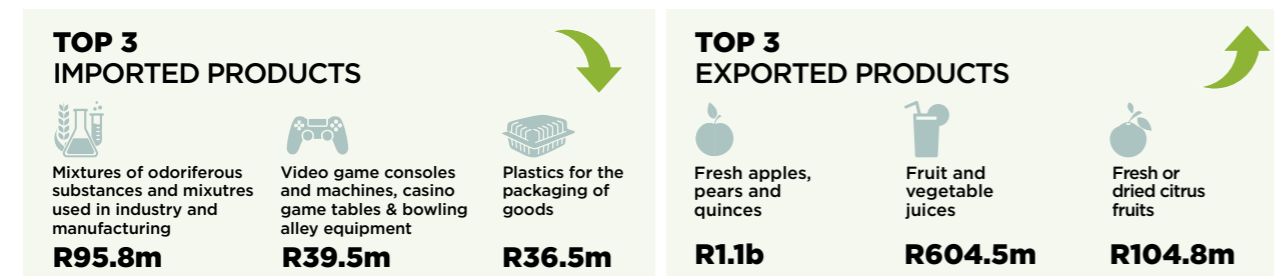 TOP 3
IMPORTED PRODUCTS
Mixtures of odoriferous
substances and mixutres
used in industry and
manufacturing
R95.8m
Video game consoles
and machines, casino
game tables & bowling
alley equipment
R39.5m
Plastics for the
packaging of
goods
R36.5m
TOP 3
EXPORTED PRODUCTS
Fresh apples,
pears and
quinces
R1.1b
Fruit and
vegetable
juices
R604.5m
Fresh or
dried citrus
fruits
R104.8m